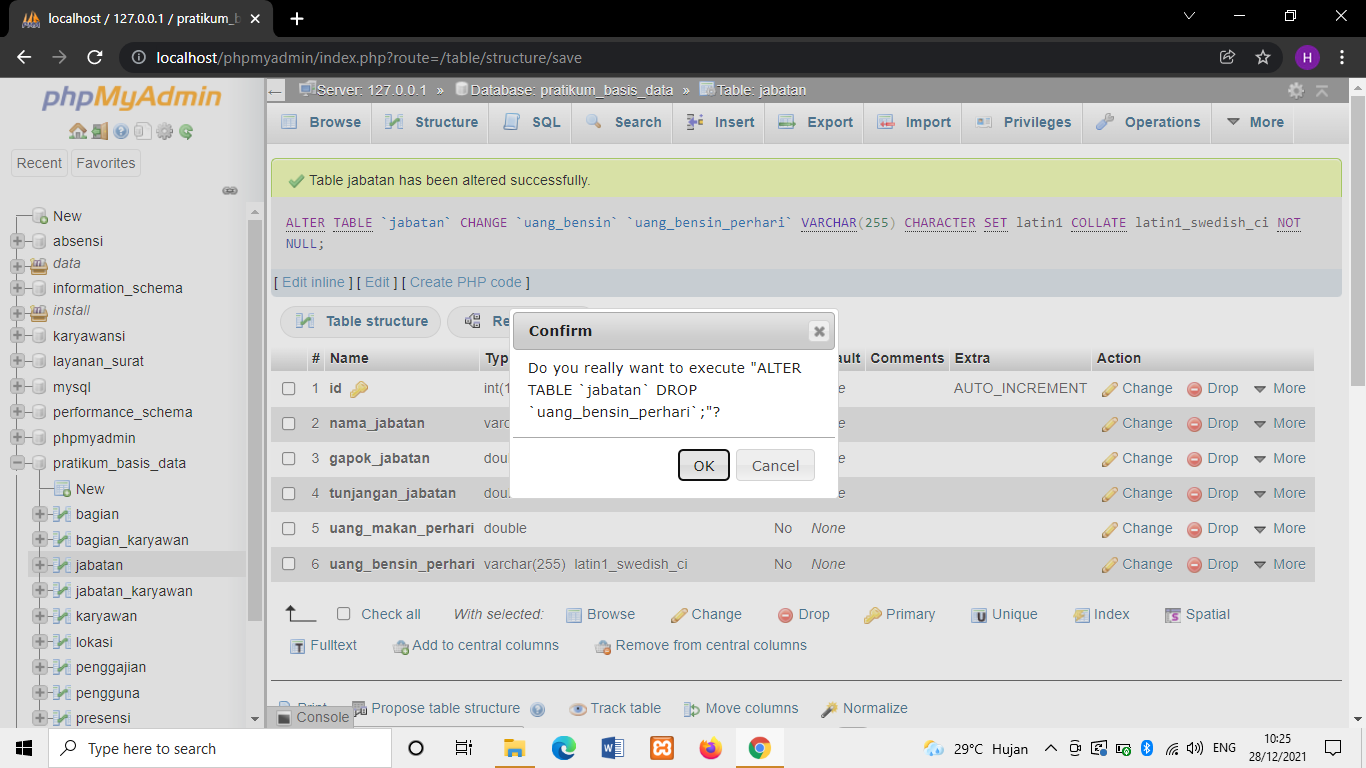 localhost / 127.0.0.1 / pratikum_b
localhost/phpmyadmin/index.php?route=/table/structure/save
H
phpMyAdmin
Recent Favorites
New
absensi
data
information_schema
install
karyawansi
layanan_surat
mysql
performance_schema
phpmyadmin
pratikum_basis_data
New
bagian
bagian_karyawan
jabatan
jabatan_karyawan
karyawan
lokasi
penggajian
pengguna
presensi
Server: 127.0.0.1 » Database: pratikum_basis_data » Table: jabatan
Browse Structure SQL Search Insert Export Import Privileges Operations More
Table jabatan has been altered successfully.
ALTER TABLE `jabatan` CHANGE `uang_bensin` `uang_bensin_perhari` VARCHAR(255) CHARACTER SET latin1 COLLATE latin1_swedish_ci NOT
NULL;
[ Edit inline ] [ Edit ] [ Create PHP code ]
Table structure Re
# Name Typ ault Comments Extra Action
1 id int(1 e AUTO_INCREMENT Change Drop More
2 nama_jabatan varc e Change Drop More
3 gapok_jabatan dou e Change Drop More
4 tunjangan_jabatan dou e Change Drop More
5 uang_makan_perhari double No None Change Drop More
6 uang_bensin_perhari varchar(255) latin1_swedish_ci No None Change Drop More
Confirm
Do you really want to execute "ALTER
TABLE `jabatan` DROP
`uang_bensin_perhari`;"?
OK Cancel
Check all With selected: Browse Change Drop Primary Unique Index Spatial
Fulltext Add to central columns Remove from central columns
Print Propose table structure Track table Move columns Normalize
Console
Type here to search
29°C Hujan
ENG
10:25
28/12/2021